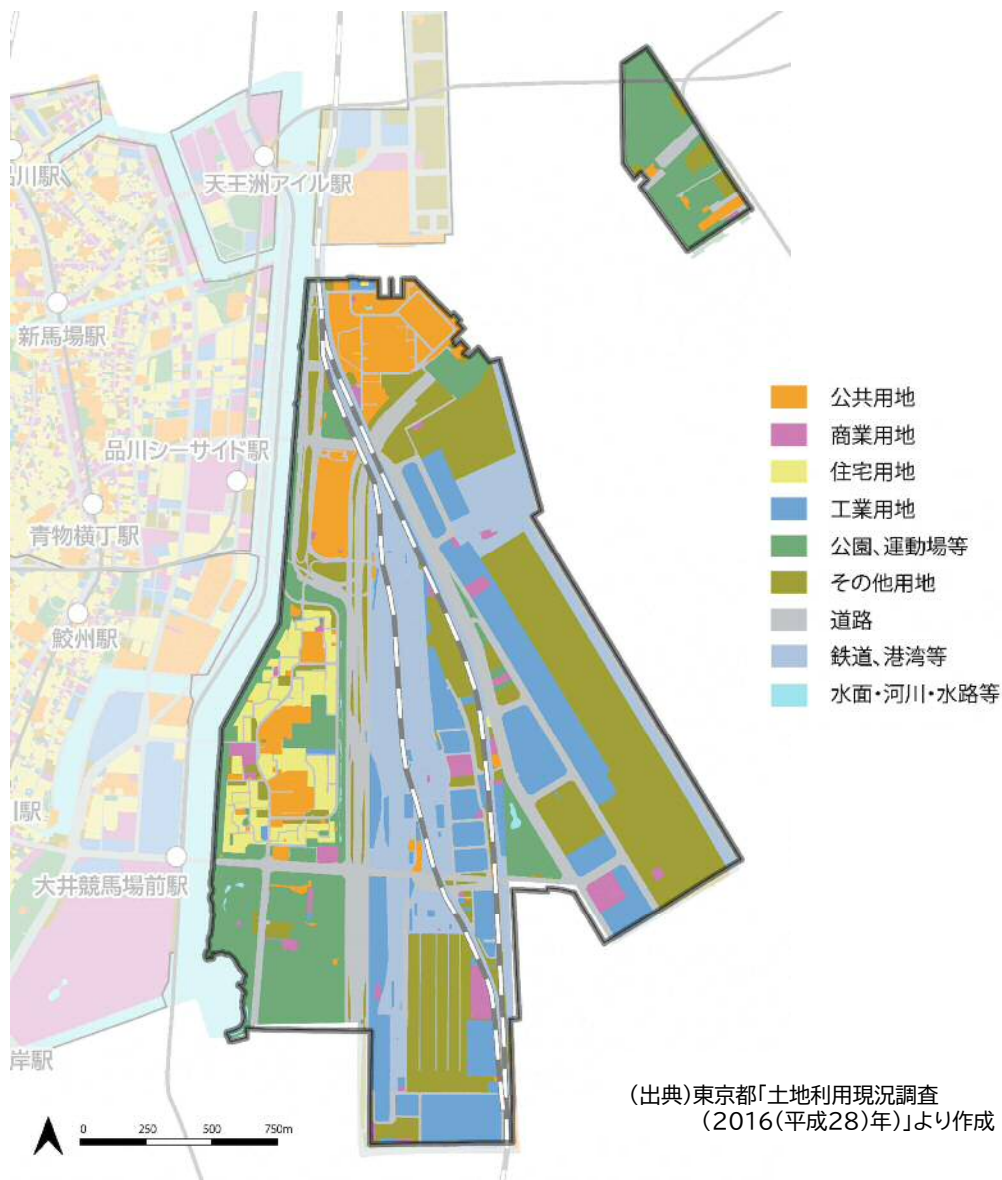 天王洲アイル駅
品川駅
新馬場駅
品川シーサイド駅
青物横丁駅
鮫洲駅
川駅
大井競馬場前駅
岸駅
公共用地
商業用地
住宅用地
工業用地
公園、運動場等
その他用地
道路
鉄道、港湾等
水面・河川・水路等
0 250 500 750m
(出典)東京都「土地利用現況調査
(2016(平成28)年)」より作成